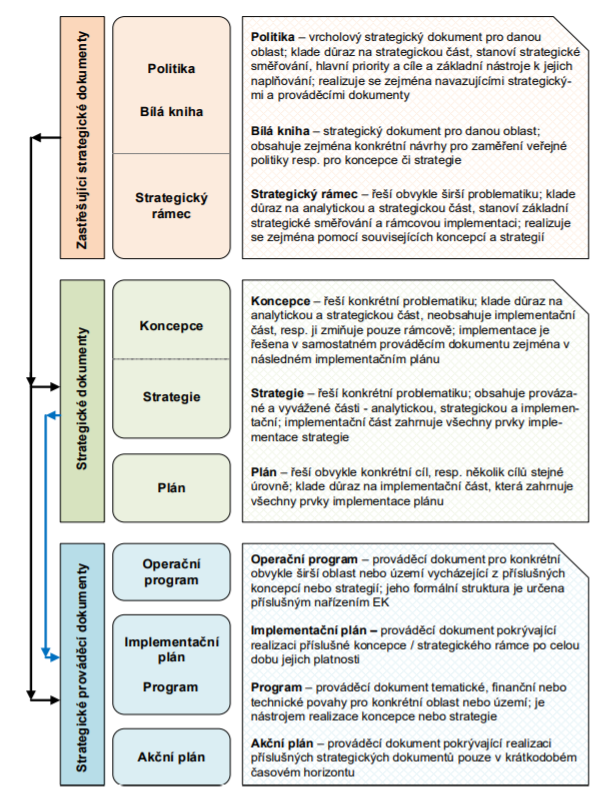 Zastřešující strategické dokumenty
Politika
Bílá kniha
Strategický
rámec
Politika – vrcholový strategický dokument pro danou
oblast; klade důraz na strategickou část, stanoví strategické
směřování, hlavní priority a cíle a základní nástroje k jejich
naplňování; realizuje se zejména navazujícími strategický-
mi a prováděcími dokumenty
Bílá kniha – strategický dokument pro danou oblast;
obsahuje zejména konkrétní návrhy pro zaměření veřejné
politiky resp. pro koncepce či strategie
Strategický rámec – řeší obvykle širší problematiku; klade
důraz na analytickou a strategickou část, stanoví základní
strategické směřování a rámcovou implementaci; realizuje
se zejména pomocí souvisejících koncepcí a strategií
Strategické dokumenty
Koncepce
Strategie
Plán
Koncepce – řeší konkrétní problematiku; klade důraz na
analytickou a strategickou část, neobsahuje implementační
část, resp. ji zmiňuje pouze rámcově; implementace je
řešena v samostatném prováděcím dokumentu zejména v
následném implementačním plánu
Strategie – řeší konkrétní problematiku; obsahuje prováza-
né a vyvážené části - analytickou, strategickou a implemen-
tační; implementační část zahrnuje všechny prvky imple-
mentace strategie
Plán – řeší obvykle konkrétní cíl, resp. několik cílů stejné
úrovně; klade důraz na implementační část, která zahrnuje
všechny prvky implementace plánu
Strategické prováděcí dokumenty
Operační
program
Implementační
plán
Program
Akční plán
Operační program – prováděcí dokument pro konkrétní
obvykle širší oblast nebo území vycházející z příslušných
koncepcí nebo strategií; jeho formální struktura je určena
příslušným nařízením EK
Implementační plán – prováděcí dokument pokrývající
realizaci příslušné koncepce / strategického rámce po celou
dobu jejich platnosti
Program – prováděcí dokument tematické, finanční nebo
technické povahy pro konkrétní oblast nebo území; je
nástrojem realizace koncepce nebo strategie
Akční plán – prováděcí dokument pokrývající realizaci
příslušných strategických dokumentů pouze v krátkodobém
časovém horizontu